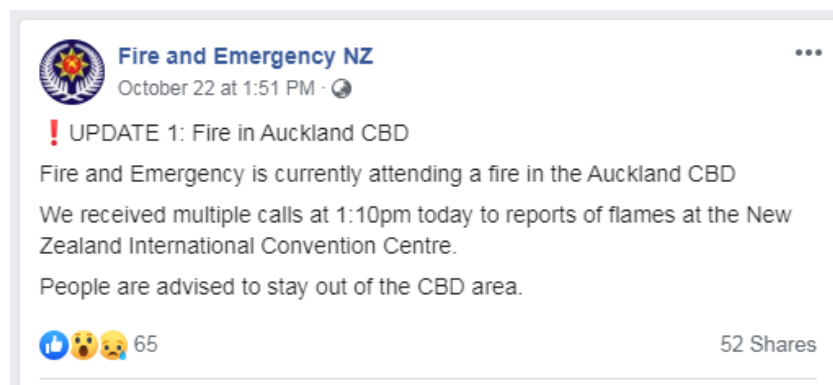 Fire and Emergency NZ
October 22 at 1:51 PM ·
❗UPDATE 1: Fire in Auckland CBD
Fire and Emergency is currently attending a fire in the Auckland CBD
We received multiple calls at 1:10pm today to reports of flames at the New
Zealand International Convention Centre.
People are advised to stay out of the CBD area.
65 52 Shares